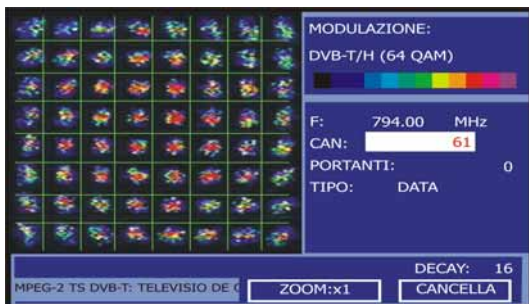 MODULAZIONE:
DVB-T/H (64 QAM)
F: 794.00 MHz
CAN: 61
PORTANTI: 0
TIPO: DATA
DECAY: 16
MPEG-2 TS DVB-T: TELEVISIO DE
ZOOM:x1
CANCELLA